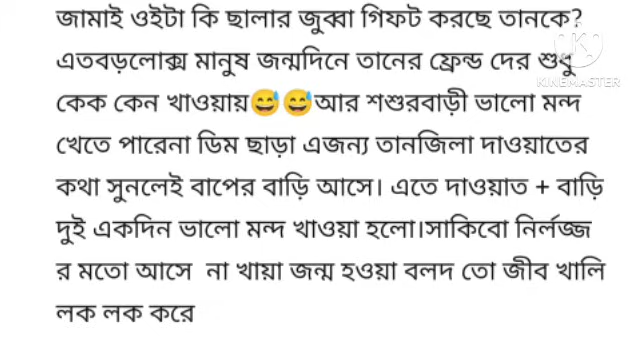 জামাই ওইটা কি ছালার জুব্বা গিফট করছে তানকে?
এতবড়লোক্স মানুষ জন্মদিনে তানের ফ্রেন্ড দের শুধু
কেক কেন খাওয়ায়😅😅আর শশুরবাড়ী ভালো মন্দ
খেতে পারেনা ডিম ছাড়া এজন্য তানজিলা দাওয়াতের
কথা সুনলেই বাপের বাড়ি আসে। এতে দাওয়াত + বাড়ি
দুই একদিন ভালো মন্দ খাওয়া হলো।সাকিবো নির্লজ্জ
র মতো আসে না খায়া জন্ম হওয়া বলদ তো জীব খালি
লক লক করে
KINEMASTER